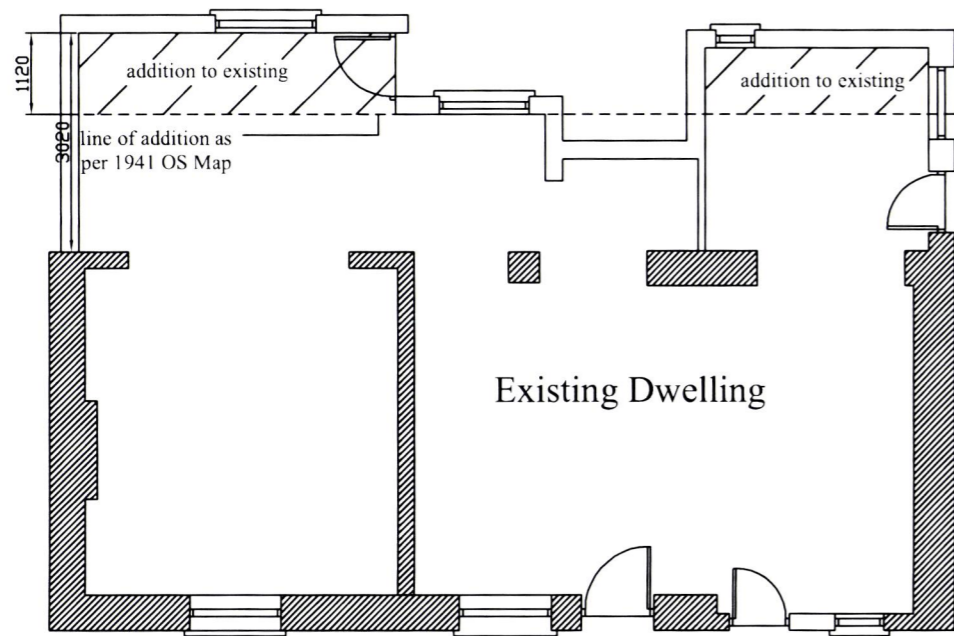 addition to existing
addition to existing
1120
3020
line of addition as
per 1941 OS Map
Existing Dwelling